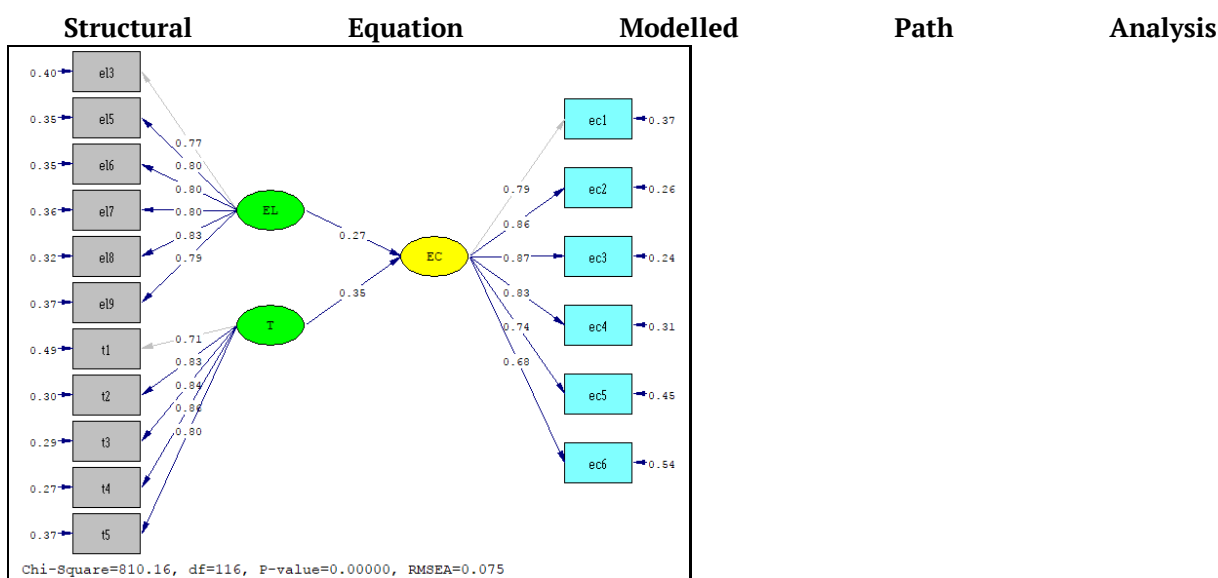 Structural Equation Modelled Path Analysis
0.40 el3
0.35 el5
0.35 el6
0.36 el7
0.32 el8
0.37 el9
0.49 t1
0.30 t2
0.29 t3
0.27 t4
0.37 t5
0.77
0.80
0.80
0.80
0.83
0.79
0.71
0.83
0.84
0.86
0.80
EL
T
0.27
0.35
EC
0.79
0.86
0.87
0.83
0.74
0.68
ec1 0.37
ec2 0.26
ec3 0.24
ec4 0.31
ec5 0.45
ec6 0.54
Chi-Square=810.16, df=116, P-value=0.00000, RMSEA=0.075